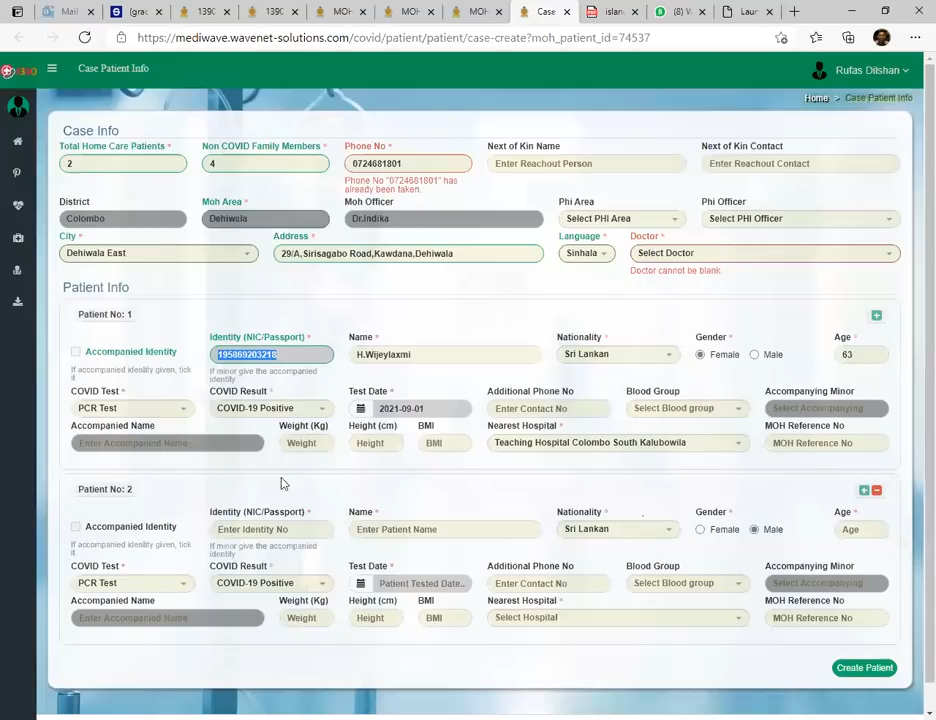 Mail
(grac
1390
1390
MOH
MOH
MOH
Case
islan
(8) W
Laun
https://mediwave.wavenet-solutions.com/covid/patient/patient/case-create?moh_patient_id=74537
Case Patient Info
Rufas Dilshan
Home > Case Patient Info
Case Info
Total Home Care Patients * Non COVID Family Members * Phone No * Next of Kin Name Next of Kin Contact
2 4 0724681801 Enter Reachout Person Enter Reachout Contact
Phone No "0724681801" has
already been taken.
District Moh Area * Moh Officer Phi Area Phi Officer
Colombo Dehiwala Dr.Indika Select PHI Area Select PHI Officer
City * Address * Language * Doctor *
Dehiwala East 29/A,Sirisagabo Road,Kawdana,Dehiwala Sinhala Select Doctor
Doctor cannot be blank.
Patient Info
Patient No: 1
Identity (NIC/Passport) * Name * Nationality * Gender * Age *
Accompanied Identity 195869203218 H.Wijeylaxmi Sri Lankan Female Male 63
If accompanied identity given, tick
it
If minor give the accompanied
identity
COVID Test * COVID Result * Test Date * Additional Phone No Blood Group Accompanying Minor
PCR Test COVID-19 Positive 2021-09-01 Enter Contact No Select Blood group Select Accompanying
Accompanied Name Weight (Kg) Height (cm) BMI Nearest Hospital * MOH Reference No
Enter Accompanied Name Weight Height BMI Teaching Hospital Colombo South Kalubowila MOH Reference No
Patient No: 2
Identity (NIC/Passport) * Name * Nationality * Gender * Age *
Accompanied Identity Enter Identity No Enter Patient Name Sri Lankan Female Male Age
If accompanied identity given, tick
it
If minor give the accompanied
identity
COVID Test * COVID Result * Test Date * Additional Phone No Blood Group Accompanying Minor
PCR Test COVID-19 Positive Patient Tested Date.. Enter Contact No Select Blood group Select Accompanying
Accompanied Name Weight (Kg) Height (cm) BMI Nearest Hospital * MOH Reference No
Enter Accompanied Name Weight Height BMI Select Hospital MOH Reference No
Create Patient